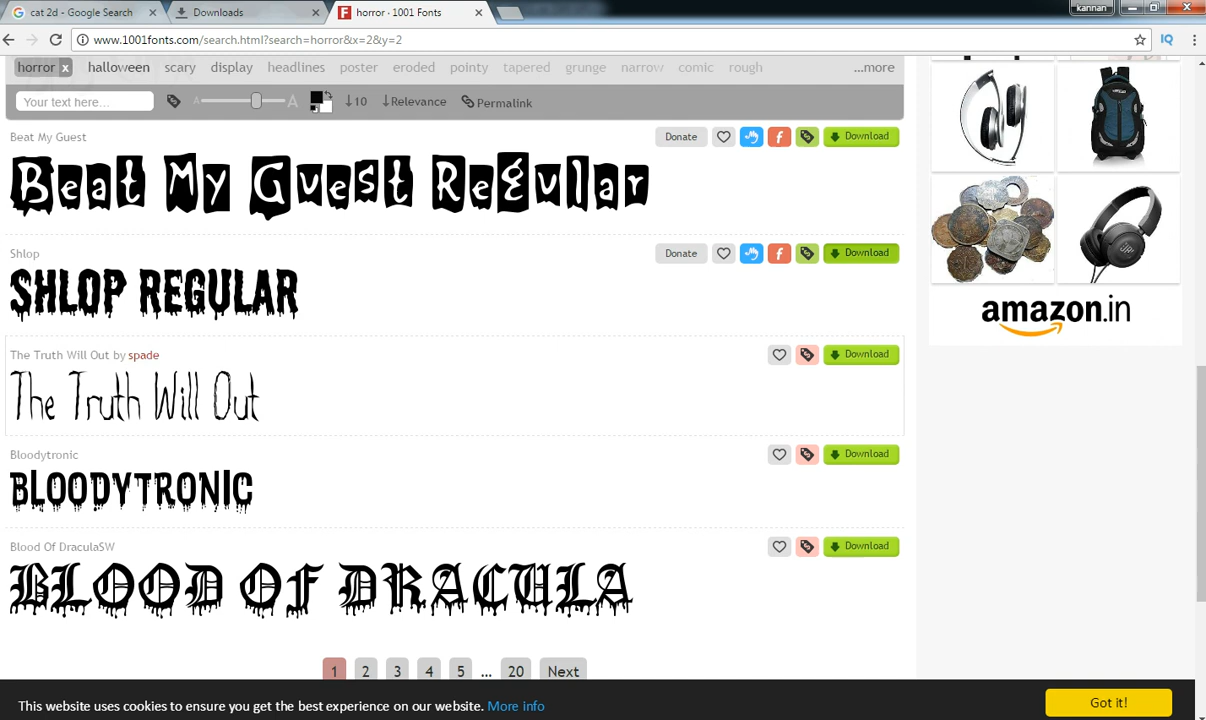 cat 2d - Google Search
Downloads
horror · 1001 Fonts
kannan
www.1001fonts.com/search.html?search=horror&x=2&y=2
IQ
horror x halloween scary display headlines poster eroded pointy tapered grunge narrow comic rough ...more
Your text here... A A 10 Relevance Permalink
Beat My Guest Donate Download
Beat My Guest Regular
Shlop Donate Download
SHLOP REGULAR
The Truth Will Out by spade Download
The Truth Will Out
Bloodytronic Download
BLOODYTRONIC
Blood Of DraculaSW Download
BLOOD OF DRACULA
JBL
amazon.in
1 2 3 4 5 ... 20 Next
This website uses cookies to ensure you get the best experience on our website. More info
Got it!